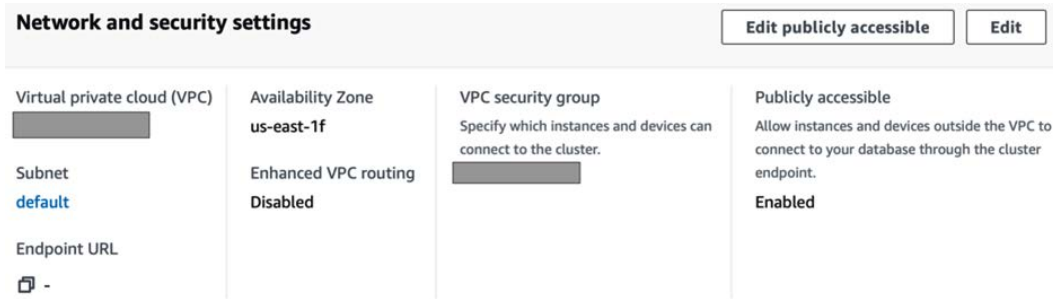 Network and security settings
Edit publicly accessible
Edit
Virtual private cloud (VPC)
Subnet
default
Endpoint URL
-
Availability Zone
us-east-1f
Enhanced VPC routing
Disabled
VPC security group
Specify which instances and devices can
connect to the cluster.
Publicly accessible
Allow instances and devices outside the VPC to
connect to your database through the cluster
endpoint.
Enabled